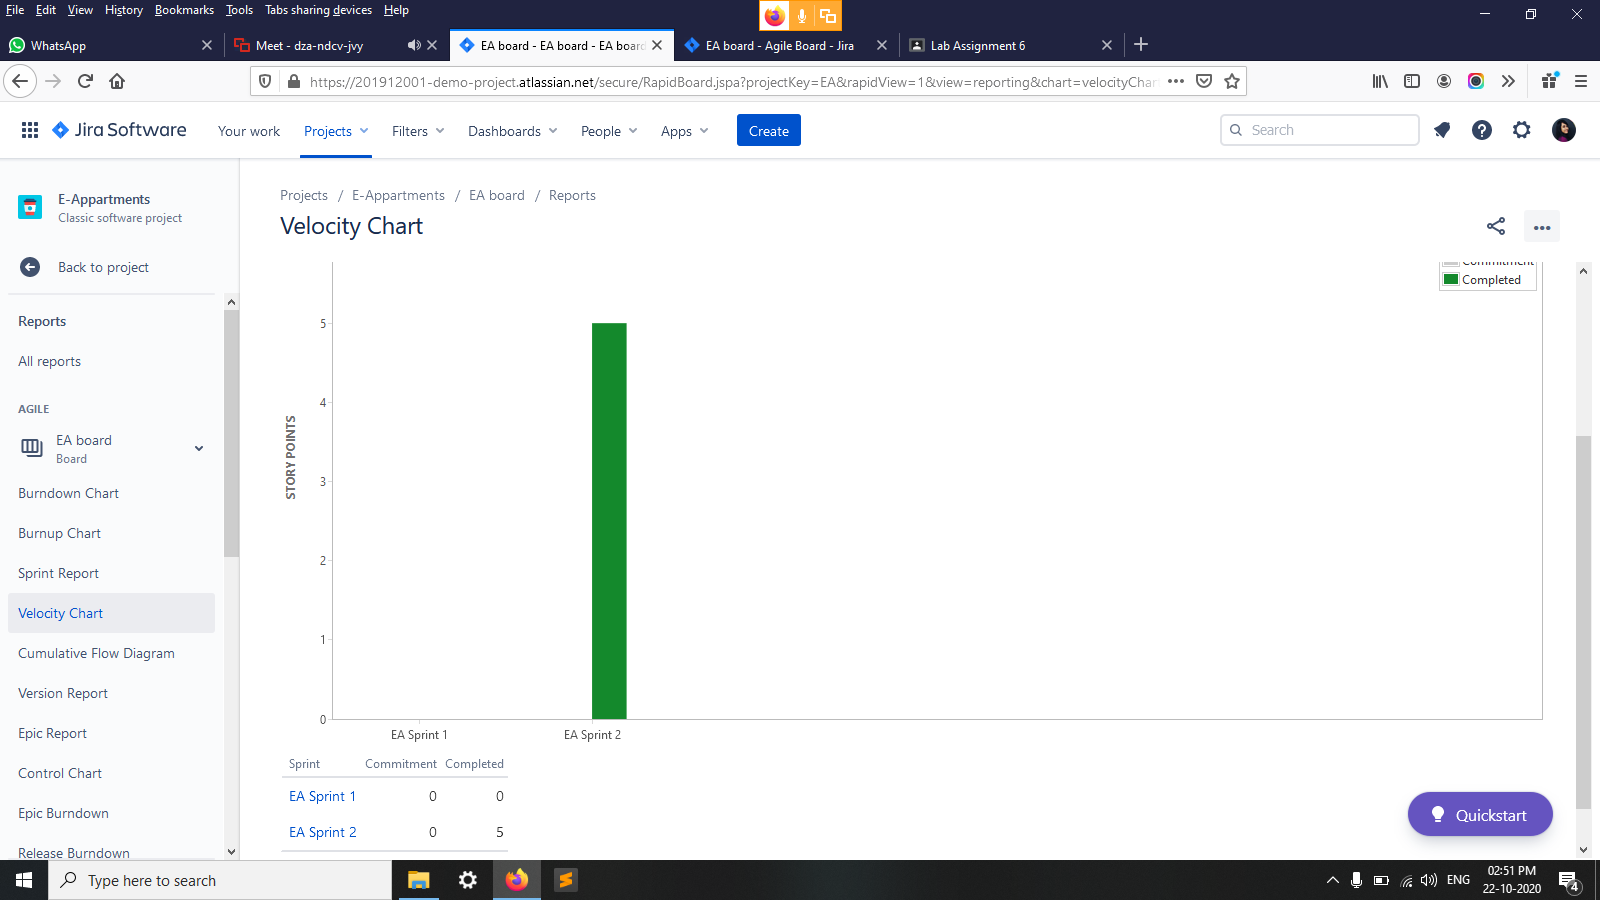 File Edit View History Bookmarks Tools Tabs sharing devices Help
WhatsApp
Meet - dza-ndcv-jvy
EA board - EA board - EA board
EA board - Agile Board - Jira
Lab Assignment 6
https://201912001-demo-project.atlassian.net/secure/RapidBoard.jspa?projectKey=EA&rapidView=1&view=reporting&chart=velocityChar
Jira Software
Your work
Projects
Filters
Dashboards
People
Apps
Create
Search
E-Appartments
Classic software project
Back to project
Reports
All reports
AGILE
EA board
Board
Burndown Chart
Burnup Chart
Sprint Report
Velocity Chart
Cumulative Flow Diagram
Version Report
Epic Report
Control Chart
Epic Burndown
Release Burndown
Projects / E-Appartments / EA board / Reports
Velocity Chart
Commitment
Completed
STORY POINTS
5
4
3
2
1
0
EA Sprint 1
EA Sprint 2
Sprint Commitment Completed
EA Sprint 1 0 0
EA Sprint 2 0 5
Quickstart
Type here to search
ENG
02:51 PM
22-10-2020
4